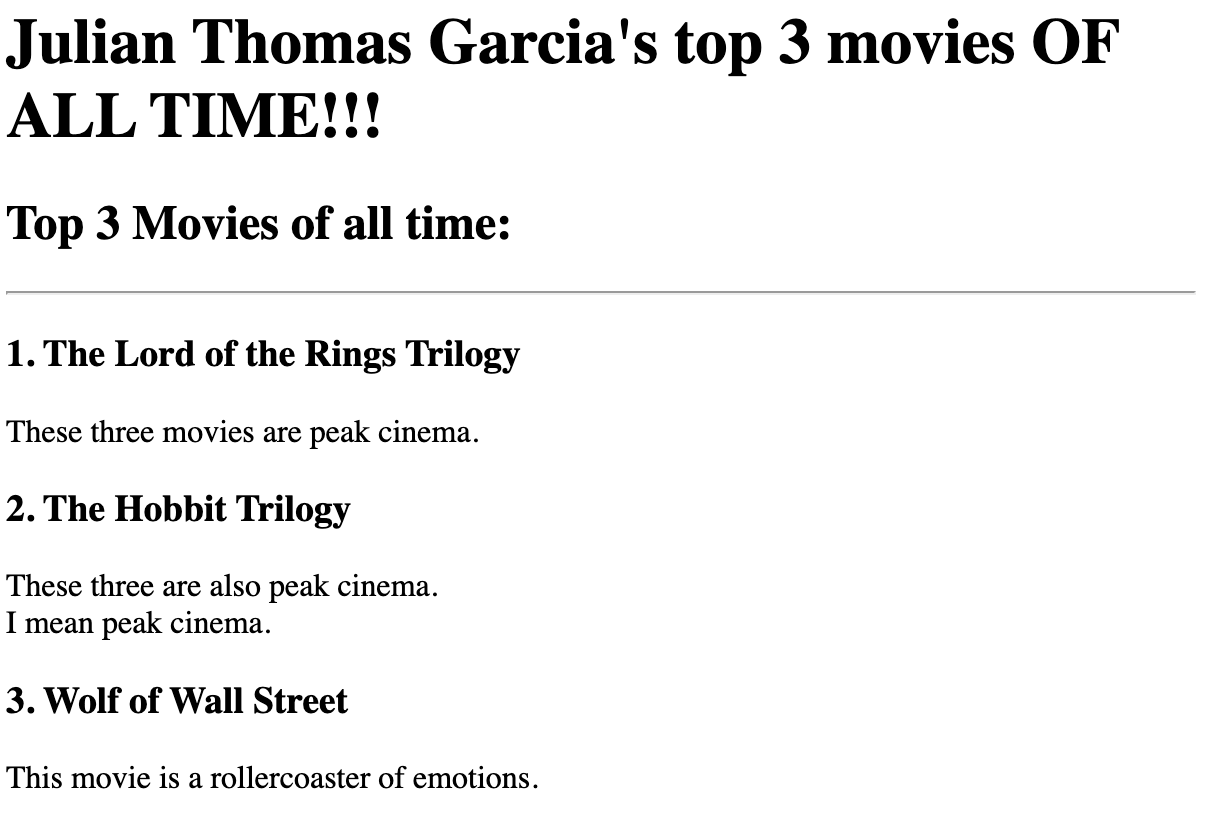 Julian Thomas Garcia's top 3 movies OF
ALL TIME!!!
Top 3 Movies of all time:
1. The Lord of the Rings Trilogy
These three movies are peak cinema.
2. The Hobbit Trilogy
These three are also peak cinema.
I mean peak cinema.
3. Wolf of Wall Street
This movie is a rollercoaster of emotions.